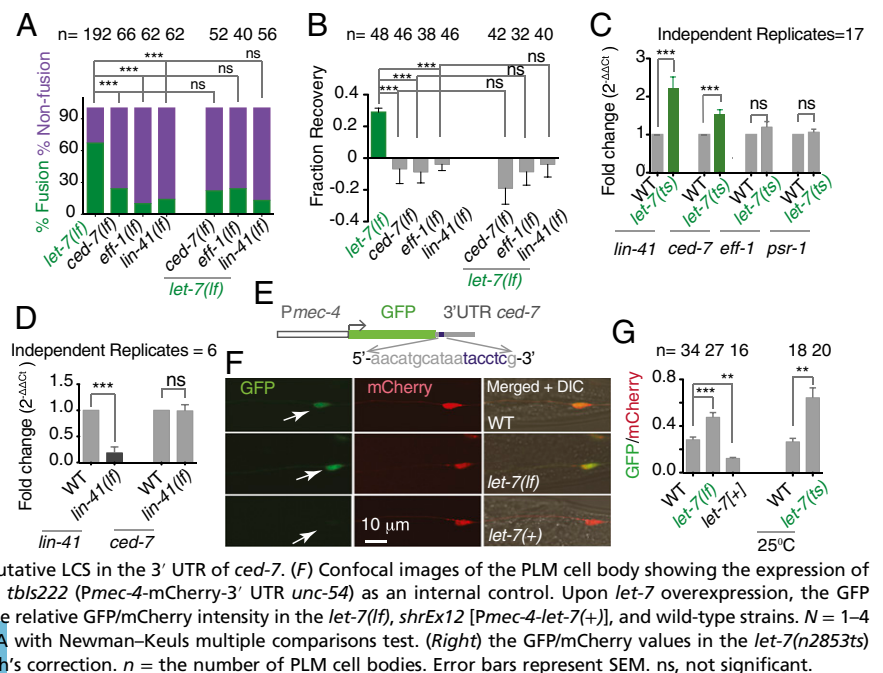 A
n= 192 66 62 62 52 40 56
*** ns
*** ns
*** ns
% Fusion % Non-fusion
90
60
30
0
let-7(lf)
ced-7(lf)
eff-1(lf)
lin-41(lf)
ced-7(lf)
eff-1(lf)
lin-41(lf)
let-7(lf)
B
n= 48 46 38 46 42 32 40
*** ns
*** ns
*** ns
Fraction Recovery
0.4
0.2
0
-0.2
-0.4
let-7(lf)
ced-7(lf)
eff-1(lf)
lin-41(lf)
ced-7(lf)
eff-1(lf)
lin-41(lf)
let-7(lf)
C
Independent Replicates=17
Fold change (2-ΔΔCt)
3
2
1
0
*** *** ns ns
WT
let-7(ts)
WT
let-7(ts)
WT
let-7(ts)
WT
let-7(ts)
lin-41 ced-7 eff-1 psr-1
D
Independent Replicates = 6
Fold change (2-ΔΔCt)
1.5
1.0
0.5
0.0
*** ns
WT
lin-41(lf)
WT
lin-41(lf)
lin-41 ced-7
E
Pmec-4 GFP 3'UTR ced-7
5'-aacatgcataatacctcg-3'
F
GFP mCherry Merged + DIC
WT
let-7(lf)
10 µm
let-7(+)
G
n= 34 27 16 18 20
GFP/mCherry
0.8
0.4
0.0
** **
***
WT
let-7(lf)
let-7[+]
WT
let-7(ts)
25⁰C
utative LCS in the 3′ UTR of ced-7. (F) Confocal images of the PLM cell body showing the expression of
tbIs222 (Pmec-4-mCherry-3′ UTR unc-54) as an internal control. Upon let-7 overexpression, the GFP
e relative GFP/mCherry intensity in the let-7(lf), shrEx12 [Pmec-4-let-7(+)], and wild-type strains. N = 1–4
A with Newman–Keuls multiple comparisons test. (Right) the GFP/mCherry values in the let-7(n2853ts)
h's correction. n = the number of PLM cell bodies. Error bars represent SEM. ns, not significant.